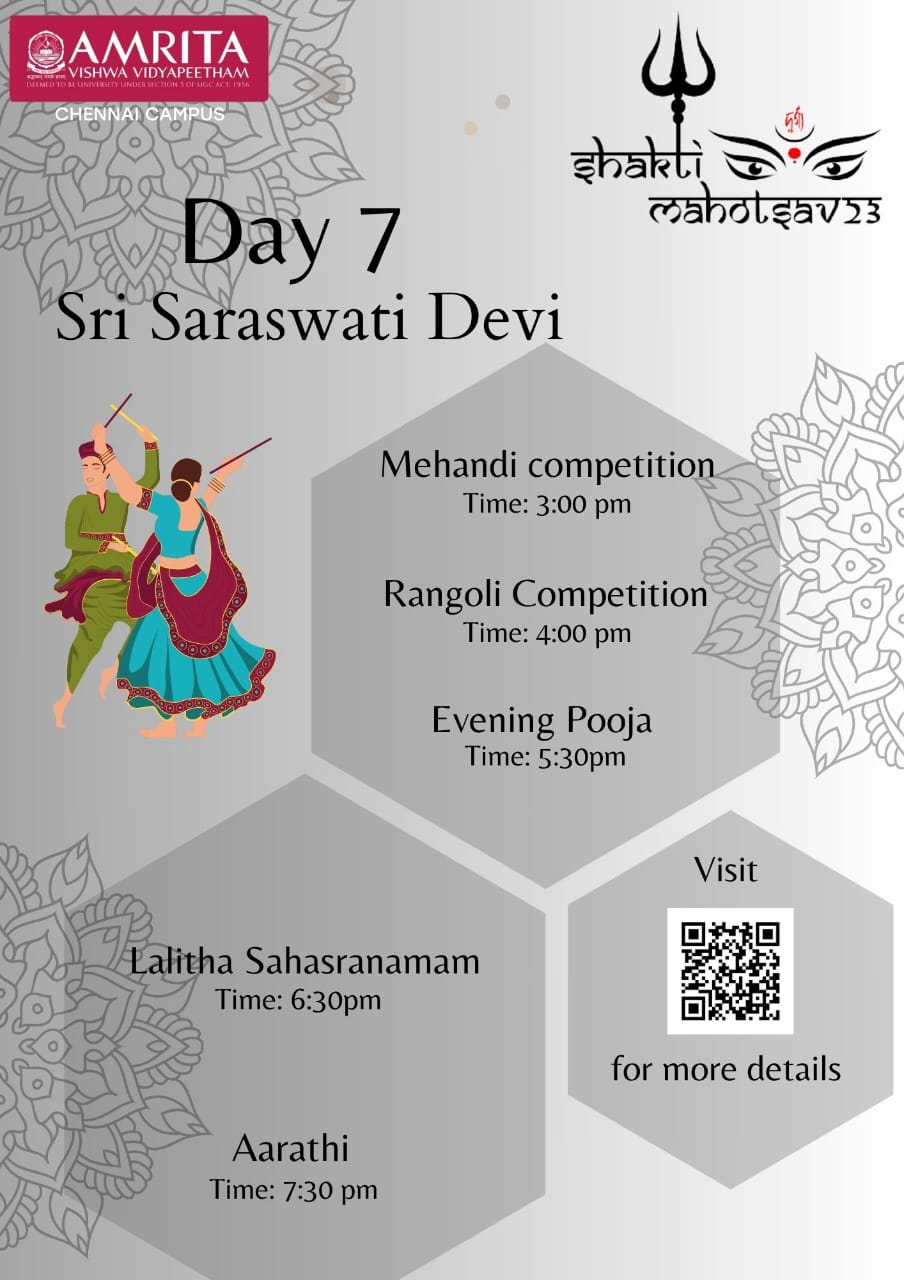 AMRITA
VISHWA VIDYAPEETHAM
DEEMED TO BE UNIVERSITY UNDER SECTION 3 OF UGC ACT, 1956
CHENNAI CAMPUS
shakti
दुर्गा
mahotsav23
Day 7
Sri Saraswati Devi
Mehandi competition
Time: 3:00 pm
Rangoli Competition
Time: 4:00 pm
Evening Pooja
Time: 5:30pm
Visit
for more details
Lalitha Sahasranamam
Time: 6:30pm
Aarathi
Time: 7:30 pm